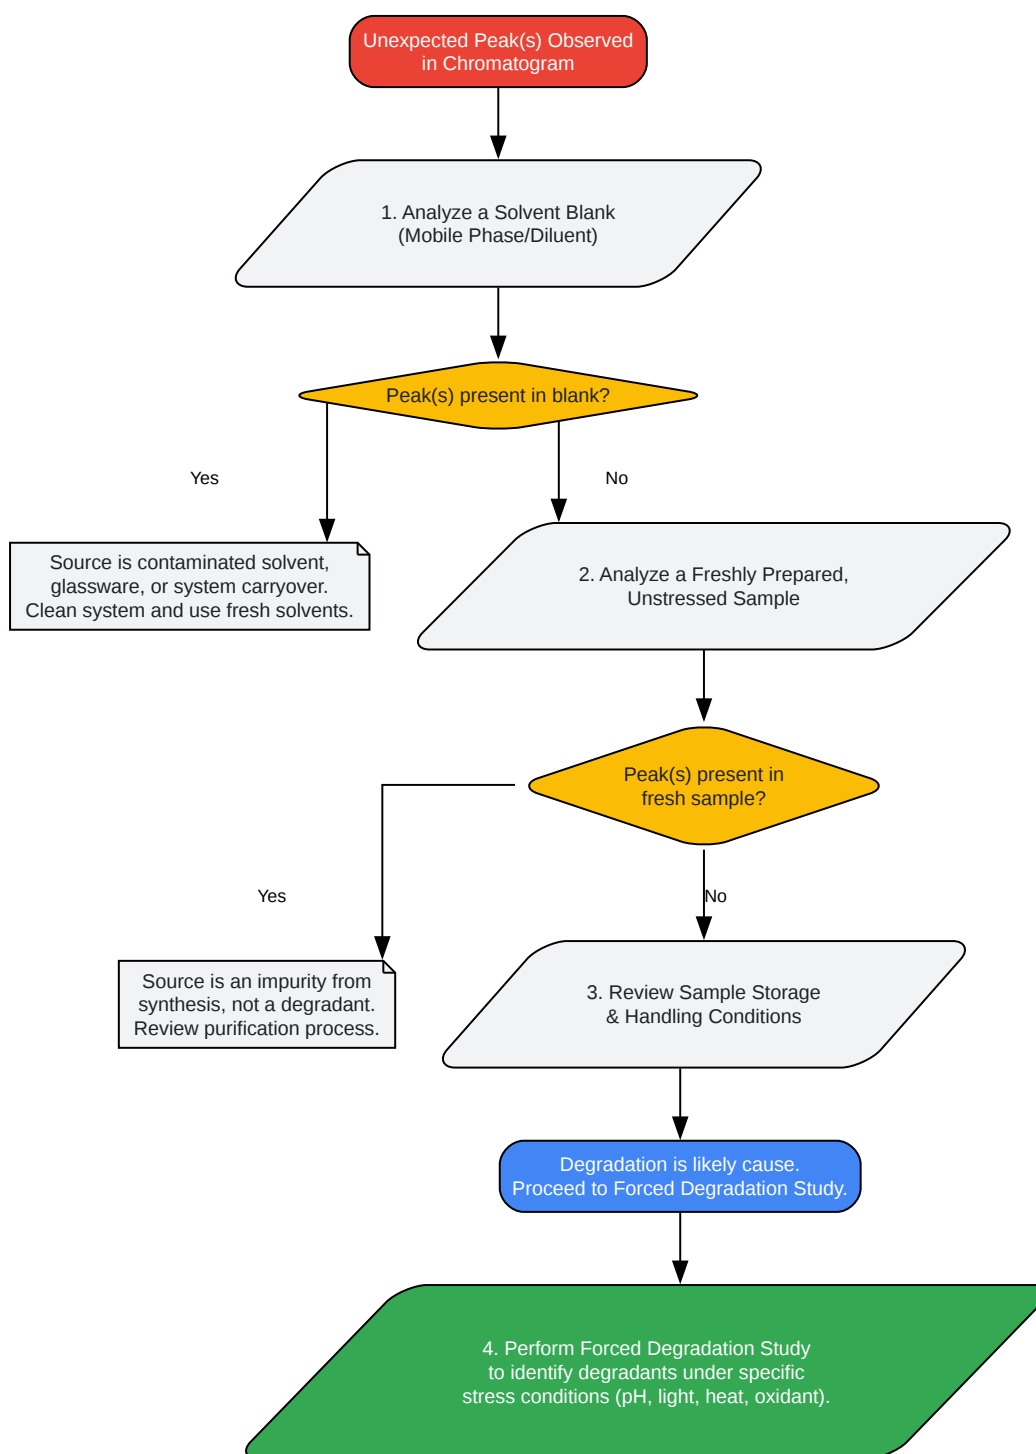 Unexpected Peak(s) Observed
in Chromatogram
1. Analyze a Solvent Blank
(Mobile Phase/Diluent)
Peak(s) present in blank?
Yes
No
Source is contaminated solvent,
glassware, or system carryover.
Clean system and use fresh solvents.
2. Analyze a Freshly Prepared,
Unstressed Sample
Peak(s) present in
fresh sample?
Yes
No
Source is an impurity from
synthesis, not a degradant.
Review purification process.
3. Review Sample Storage
& Handling Conditions
Degradation is likely cause.
Proceed to Forced Degradation Study.
4. Perform Forced Degradation Study
to identify degradants under specific
stress conditions (pH, light, heat, oxidant).